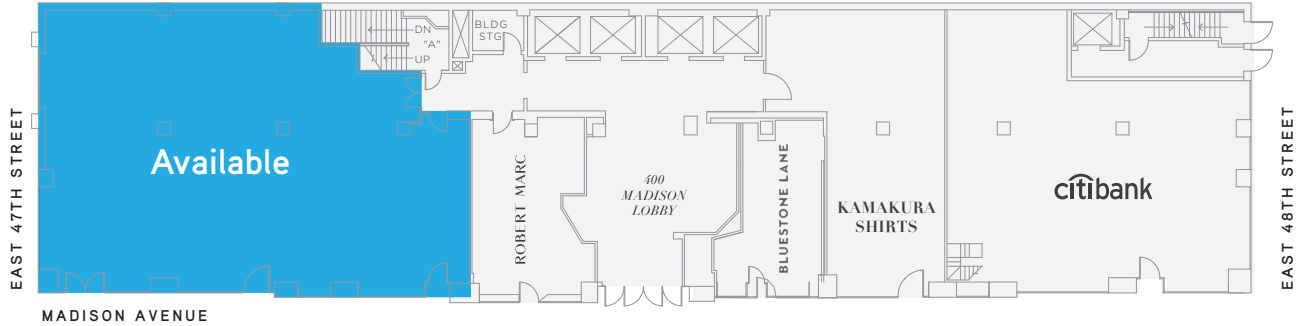 DN
"A"
UP
BLDG
STG
EAST 47TH STREET
Available
ROBERT MARC
400
MADISON
LOBBY
BLUESTONE LANE
KAMAKURA
SHIRTS
citibank
EAST 48TH STREET
MADISON AVENUE